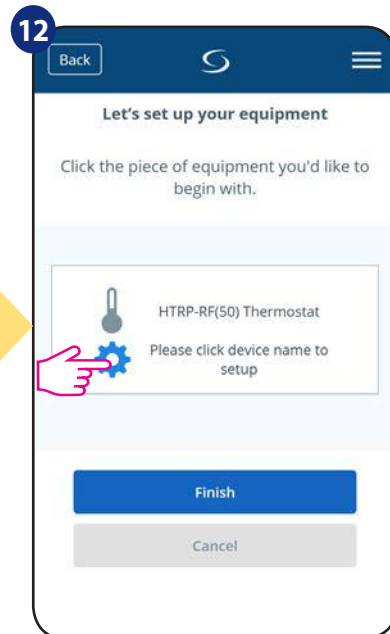 12
Back
Let's set up your equipment
Click the piece of equipment you'd like to
begin with.
HTRP-RF(50) Thermostat
Please click device name to
setup
Finish
Cancel